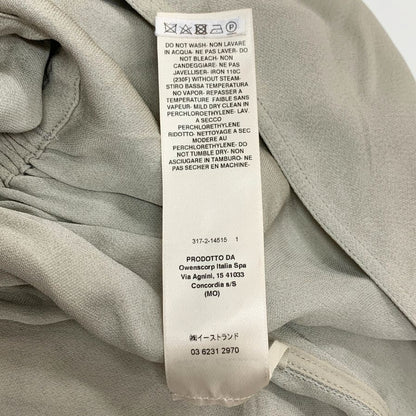 P
DO NOT WASH- NON LAVARE
IN ACQUA- NE PAS LAVER- DO
NOT BLEACH- NON
CANDEGGIARE- NE PAS
JAVELLISER- IRON 110C
(230F) WITHOUT STEAM-
STIRO BASSA TEMPERATURA
NO VAPOR- REPASSER A
TEMPERATURE FAIBLE SANS
VAPEUR- MILD DRY CLEAN IN
PERCHLOROETHYLENE- LAV.
A SECCO
PERCHLOROETHYLENE
RIDOTTO- NETTOYAGE A SEC
MODERE AU
PERCHLOROETHYLENE- DO
NOT TUMBLE DRY- NON
ASCIUGARE IN TAMBURO- NE
PAS SECHER EN MACHINE-
317-2-14515 1
PRODOTTO DA
Owenscorp Italia Spa
Via Agnini, 15 41033
Concordia s/S
(MO)
㈱イーストランド
03 6231 2970